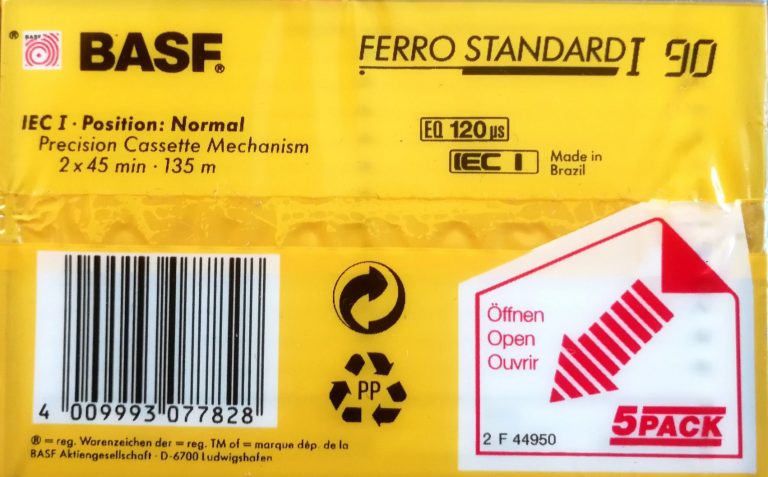 ® BASF BASF®
FERRO STANDARD I 90
IEC I · Position: Normal
Precision Cassette Mechanism
2 x 45 min · 135 m
EQ 120 µs
IEC I
Made in
Brazil
4 009993 077828
PP
® = reg. Warenzeichen der = reg. TM of = marque dép. de la
BASF Aktiengesellschaft · D-6700 Ludwigshafen
Öffnen
Open
Ouvrir
5PACK
2 F 44950